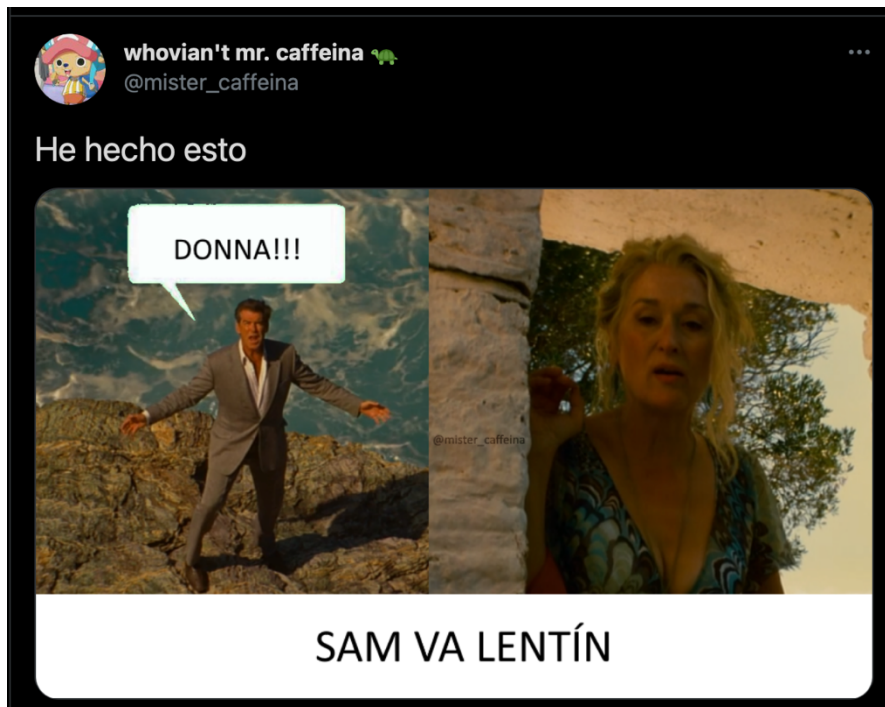 whovian't mr. caffeina 🐢
@mister_caffeina
He hecho esto
DONNA!!!
@mister_caffeina
SAM VA LENTÍN